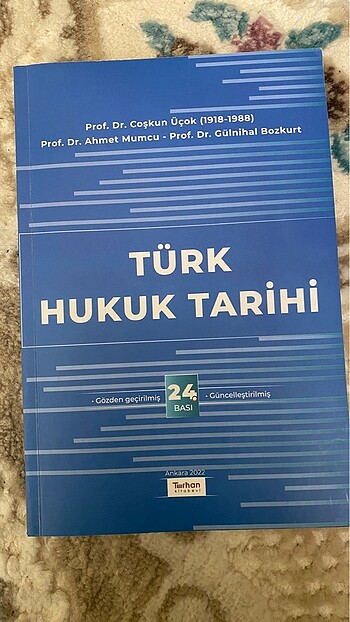 Prof. Dr. Coşkun Üçok (1918-1988)
Prof. Dr. Ahmet Mumcu - Prof. Dr. Gülnihal Bozkurt
TÜRK
HUKUK TARİHİ
• Gözden geçirilmiş 24. BASI • Güncelleştirilmiş
Ankara 2022
Turhan
Kitabevi